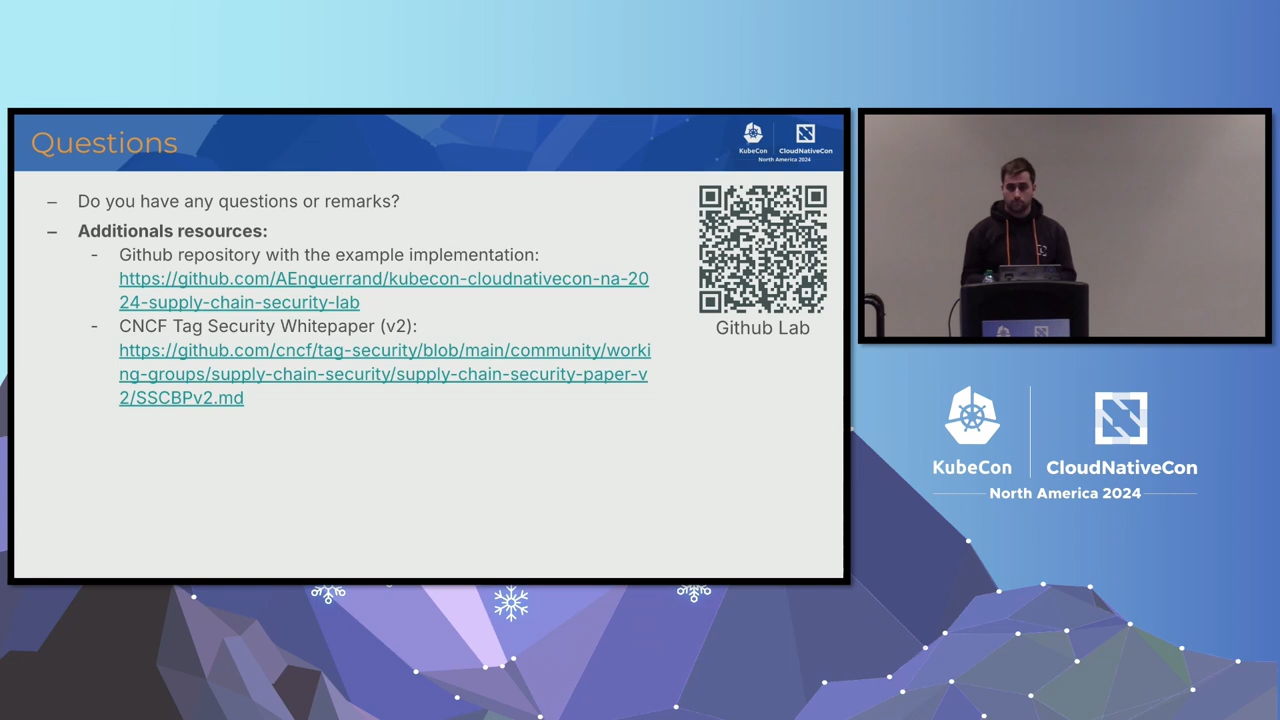 Questions
KubeCon
CloudNativeCon
North America 2024
– Do you have any questions or remarks?
– Additionals resources:
- Github repository with the example implementation:
https://github.com/AEnguerrand/kubecon-cloudnativecon-na-20
24-supply-chain-security-lab
- CNCF Tag Security Whitepaper (v2):
https://github.com/cncf/tag-security/blob/main/community/worki
ng-groups/supply-chain-security/supply-chain-security-paper-v
2/SSCBPv2.md
Github Lab
KubeCon
CloudNativeCon
North America 2024